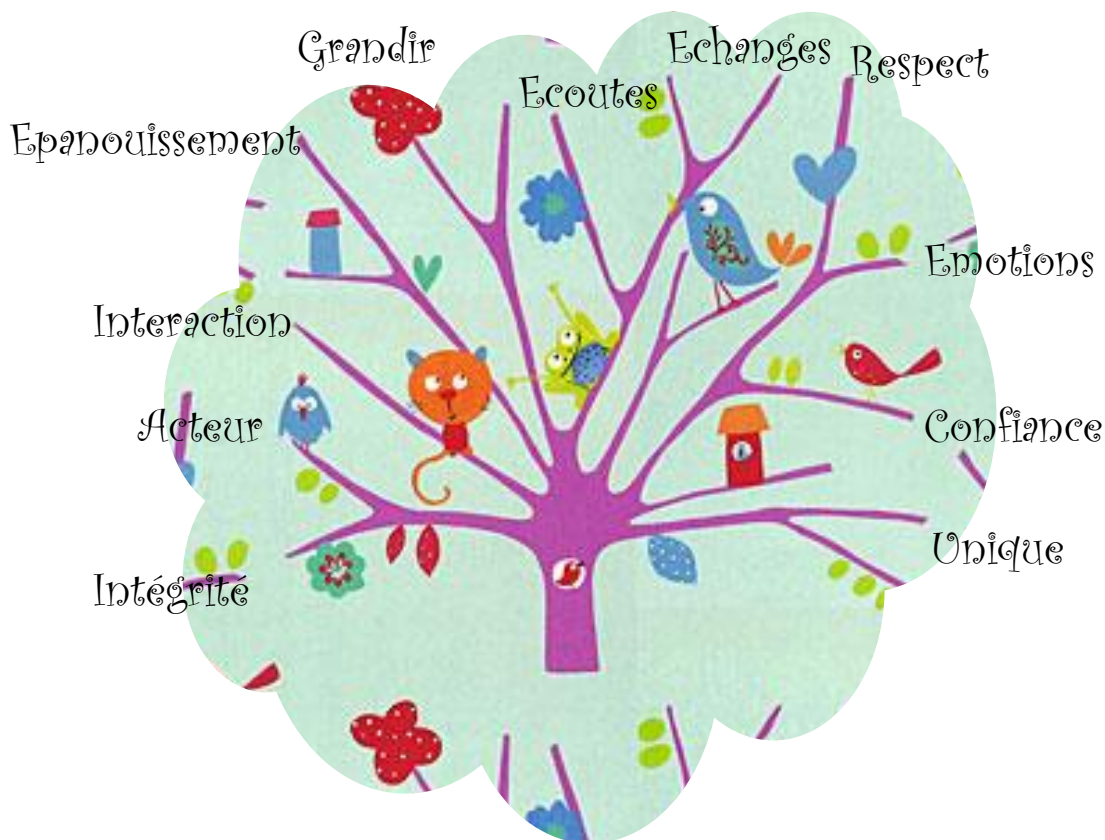 Grandir
Echanges
Respect
Ecoutes
Epanouissement
Emotions
Interaction
Acteur
Confiance
Unique
Intégrité